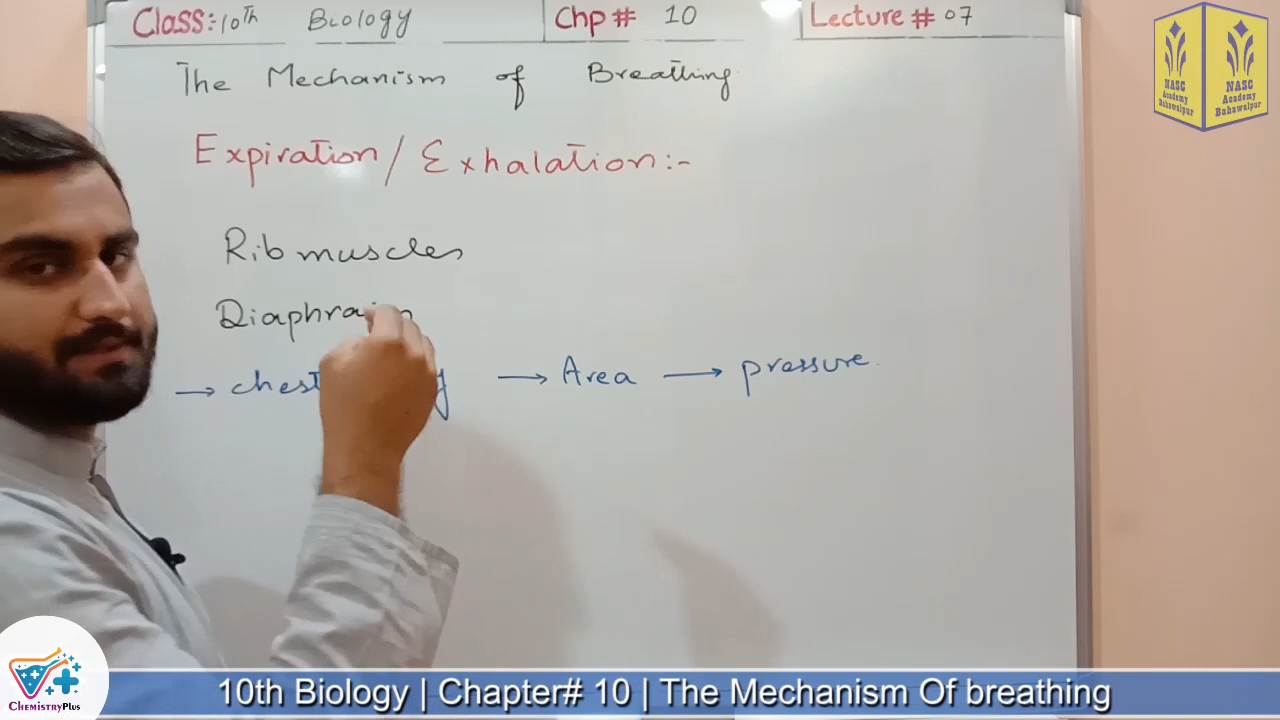 Class:- 10th Biology Chp # 10 Lecture # 07
The Mechanism of Breathing
Expiration / Exhalation:-
Rib muscles
→ chest → Area → pressure.
NASC Academy Bahawalpur
NASC Academy Bahawalpur
ChemistryPlus
10th Biology | Chapter# 10 | The Mechanism Of breathing